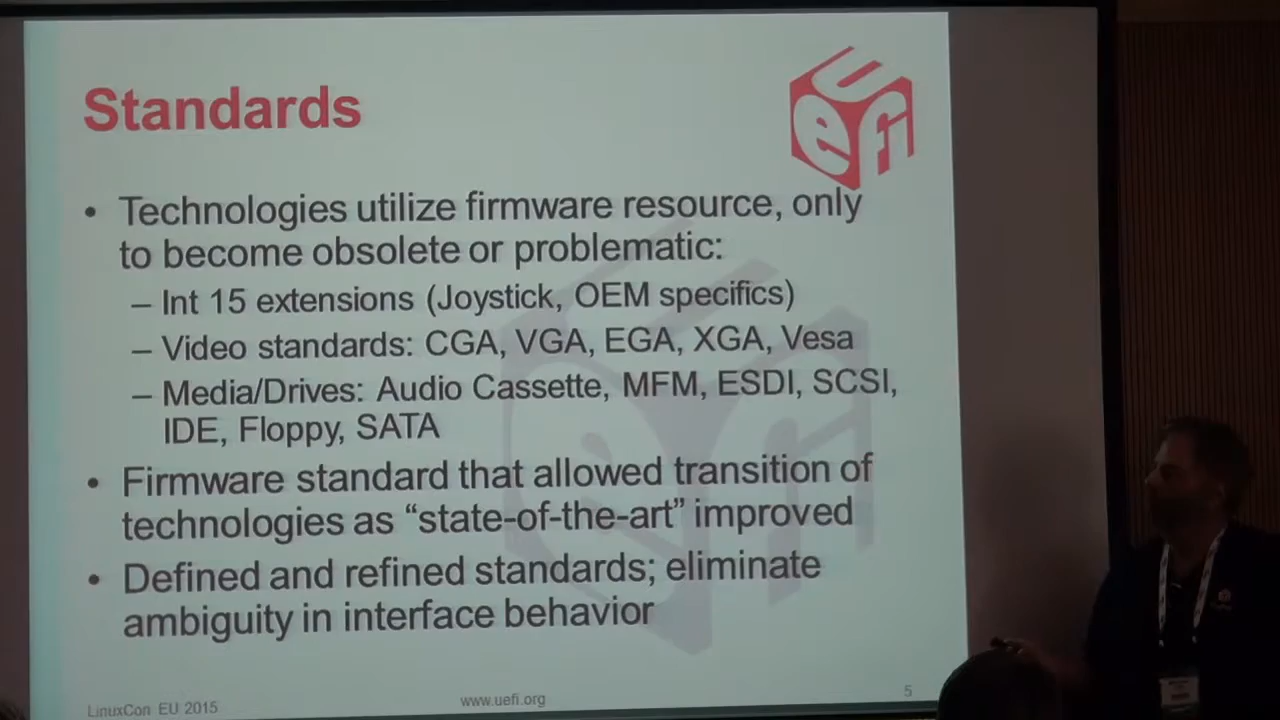 Standards
uefi
• Technologies utilize firmware resource, only
to become obsolete or problematic:
– Int 15 extensions (Joystick, OEM specifics)
– Video standards: CGA, VGA, EGA, XGA, Vesa
– Media/Drives: Audio Cassette, MFM, ESDI, SCSI,
IDE, Floppy, SATA
• Firmware standard that allowed transition of
technologies as “state-of-the-art” improved
• Defined and refined standards; eliminate
ambiguity in interface behavior
LinuxCon EU 2015
www.uefi.org
5